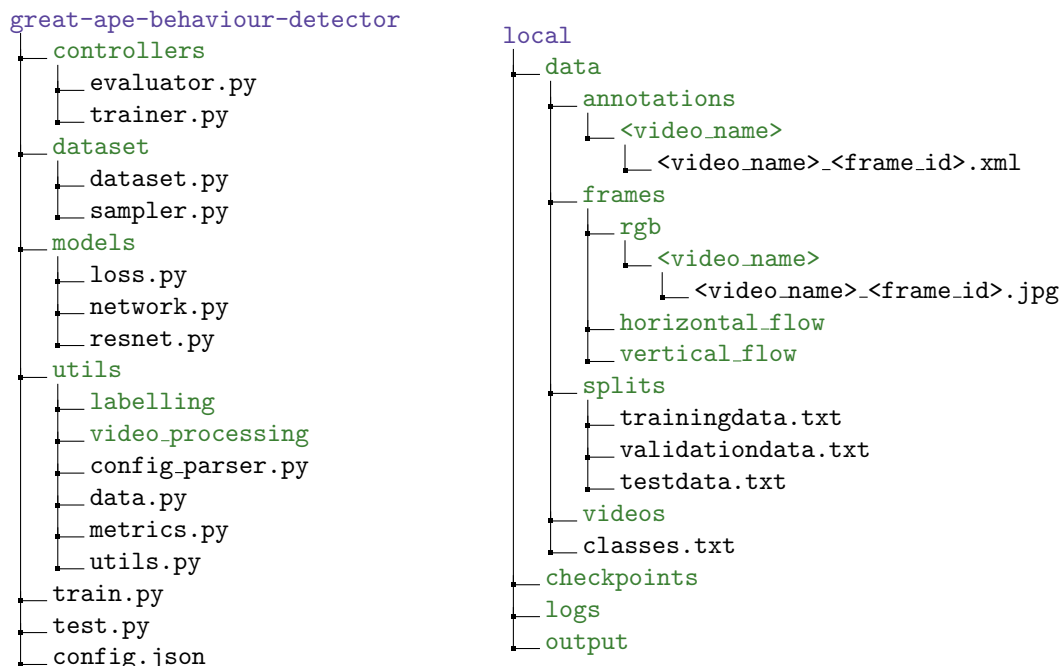 great-ape-behaviour-detector
controllers
evaluator.py
trainer.py
dataset
dataset.py
sampler.py
models
loss.py
network.py
resnet.py
utils
labelling
video_processing
config_parser.py
data.py
metrics.py
utils.py
train.py
test.py
config.json
local
data
annotations
<video_name>
<video_name>_<frame_id>.xml
frames
rgb
<video_name>
<video_name>_<frame_id>.jpg
horizontal_flow
vertical_flow
splits
trainingdata.txt
validationdata.txt
testdata.txt
videos
classes.txt
checkpoints
logs
output